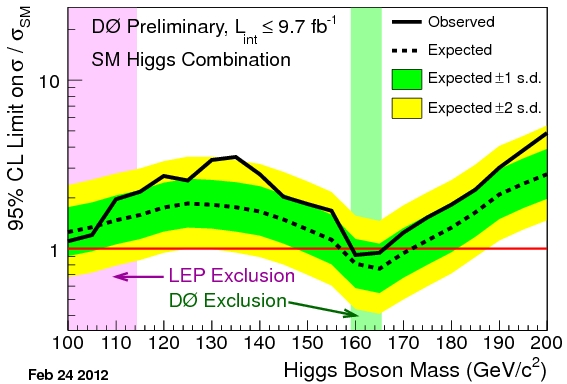 DØ Preliminary, L_int ≤ 9.7 fb⁻¹
SM Higgs Combination
Observed
Expected
Expected ±1 s.d.
Expected ±2 s.d.
95% CL Limit on σ / σ_SM
10
1
LEP Exclusion
DØ Exclusion
100 110 120 130 140 150 160 170 180 190 200
Higgs Boson Mass (GeV/c²)
Feb 24 2012